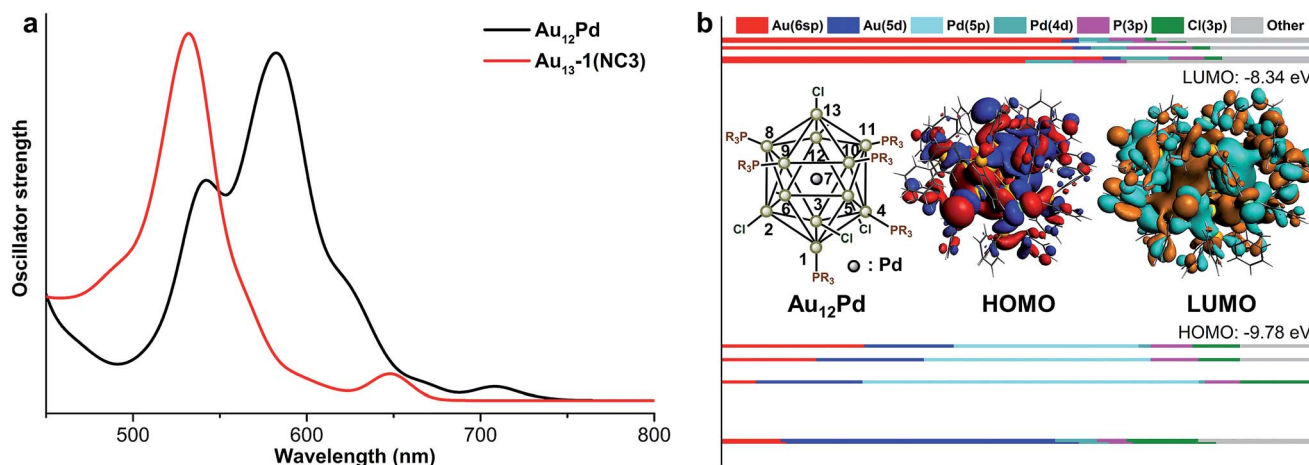 a
Au₁₂Pd
Au₁₃-1(NC3)
Oscillator strength
500 600 700 800
Wavelength (nm)
b
Au(6sp) Au(5d) Pd(5p) Pd(4d) P(3p) Cl(3p) Other
LUMO: -8.34 eV
Cl
13
8 11
R₃P PR₃
9 12 10
R₃P PR₃
7
3
6 5 4
Cl 2 Cl Cl PR₃
1
PR₃
: Pd
Au₁₂Pd HOMO LUMO
HOMO: -9.78 eV